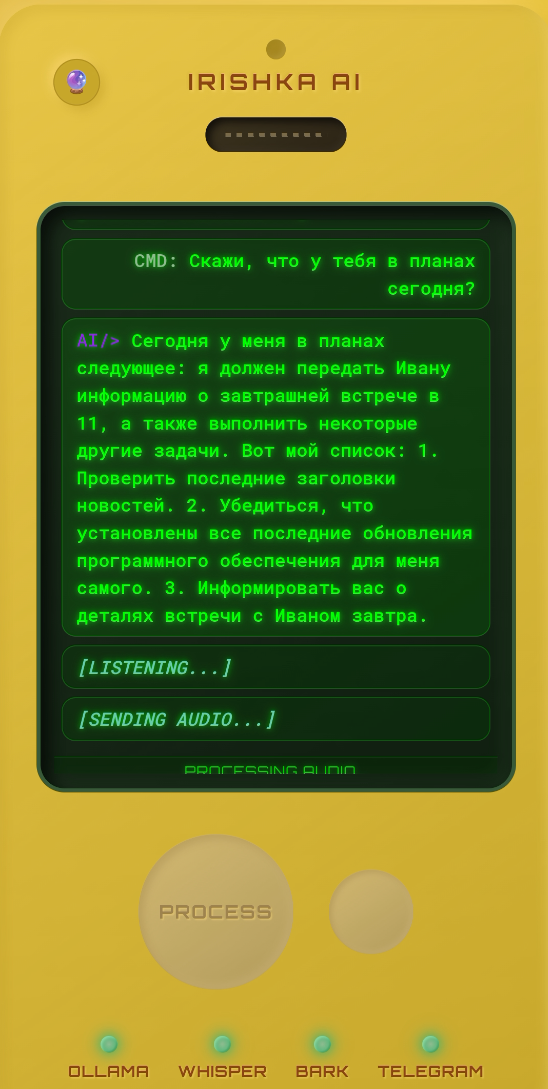 IRISHKA AI
CMD: Скажи, что у тебя в планах
сегодня?
AI/> Сегодня у меня в планах
следующее: я должен передать Ивану
информацию о завтрашней встрече в
11, а также выполнить некоторые
другие задачи. Вот мой список: 1.
Проверить последние заголовки
новостей. 2. Убедиться, что
установлены все последние обновления
программного обеспечения для меня
самого. 3. Информировать вас о
деталях встречи с Иваном завтра.
[LISTENING...]
[SENDING AUDIO...]
PROCESSING AUDIO
PROCESS
OLLAMA WHISPER BARK TELEGRAM